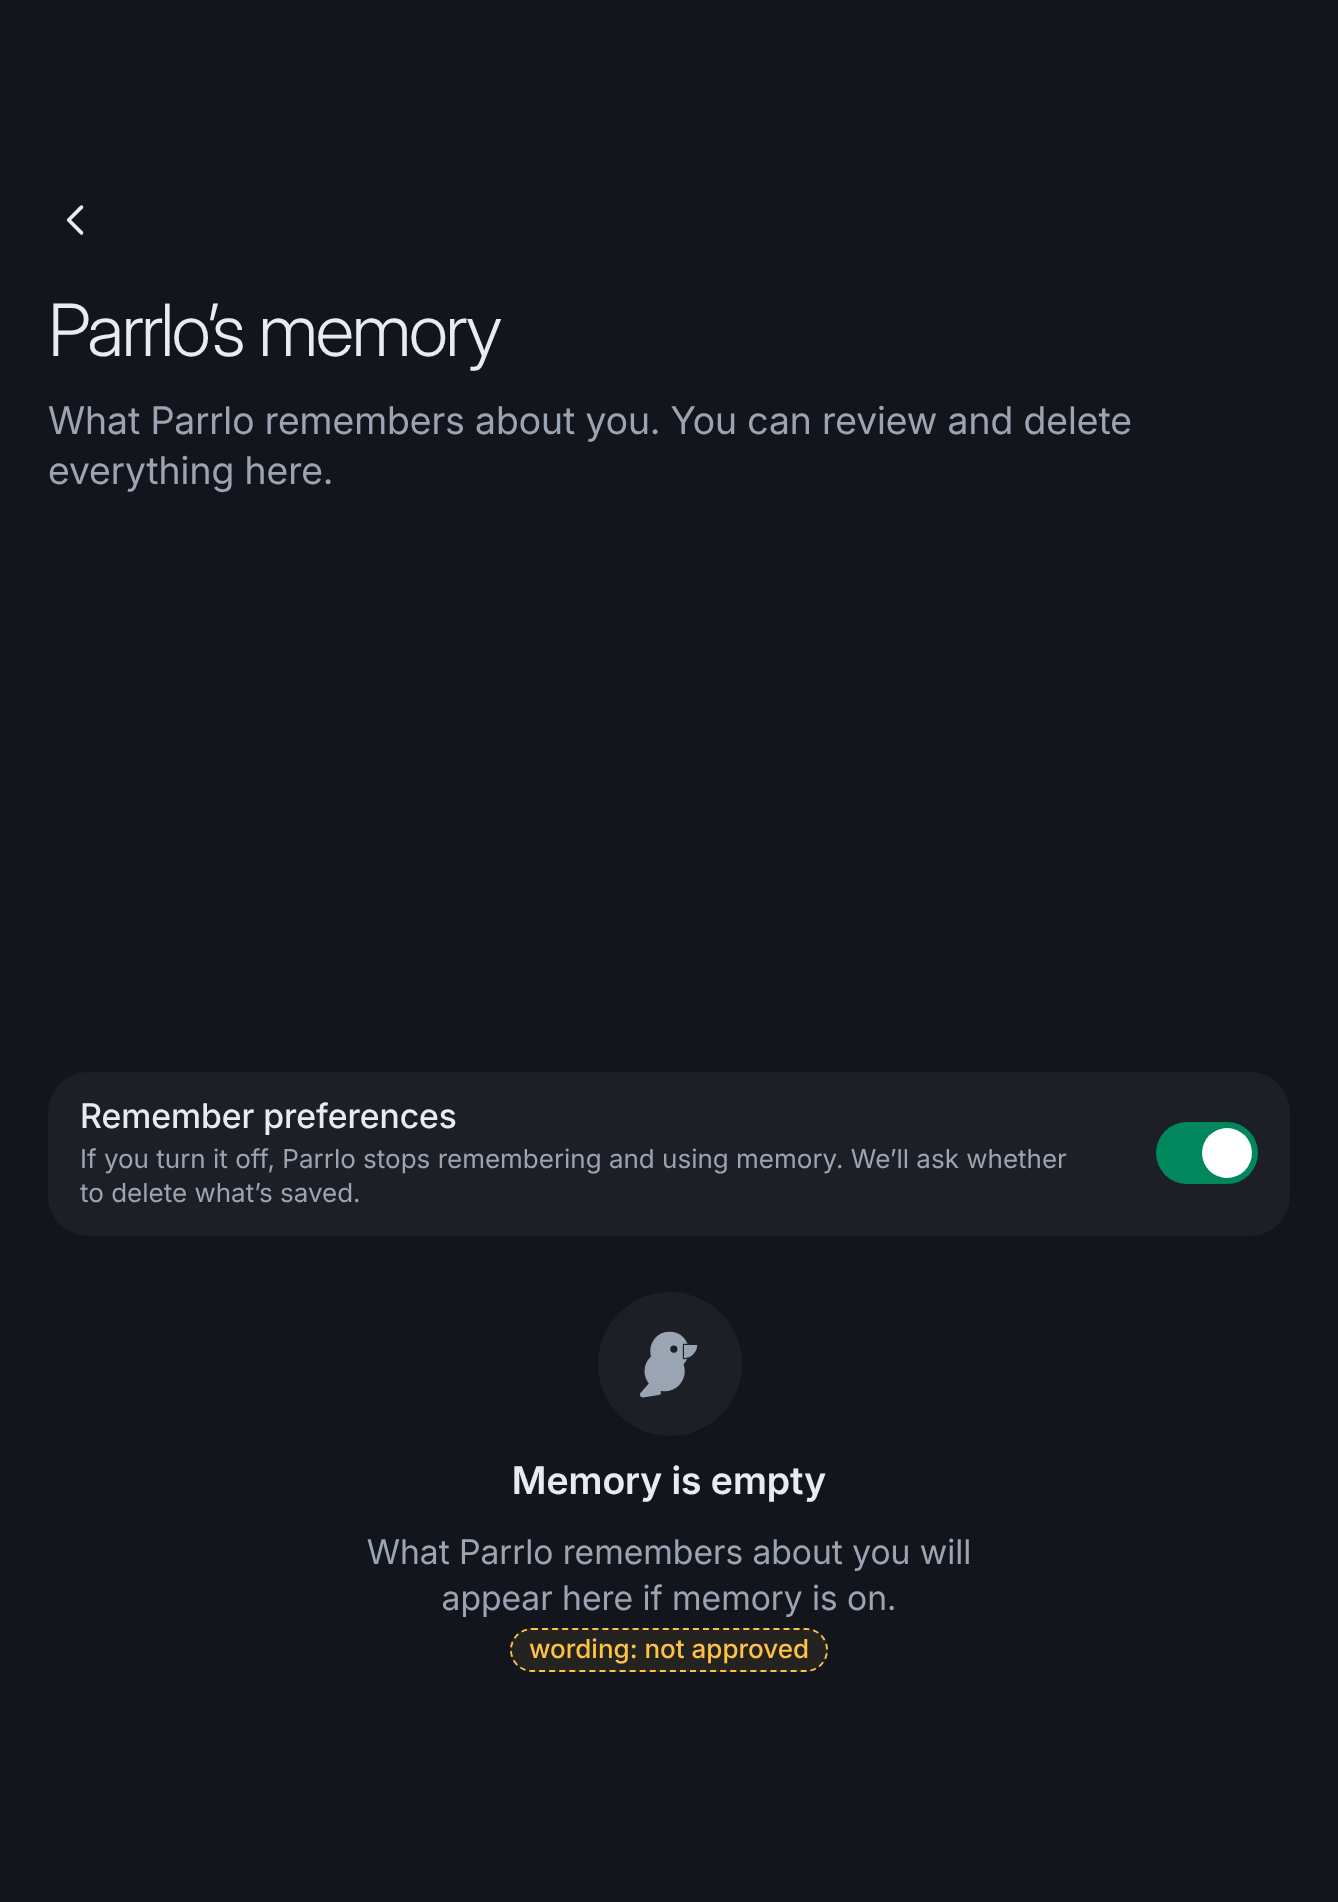 Parrlo’s memory
What Parrlo remembers about you. You can review and delete
everything here.
Remember preferences
If you turn it off, Parrlo stops remembering and using memory. We’ll ask whether
to delete what’s saved.
Memory is empty
What Parrlo remembers about you will
appear here if memory is on.
wording: not approved